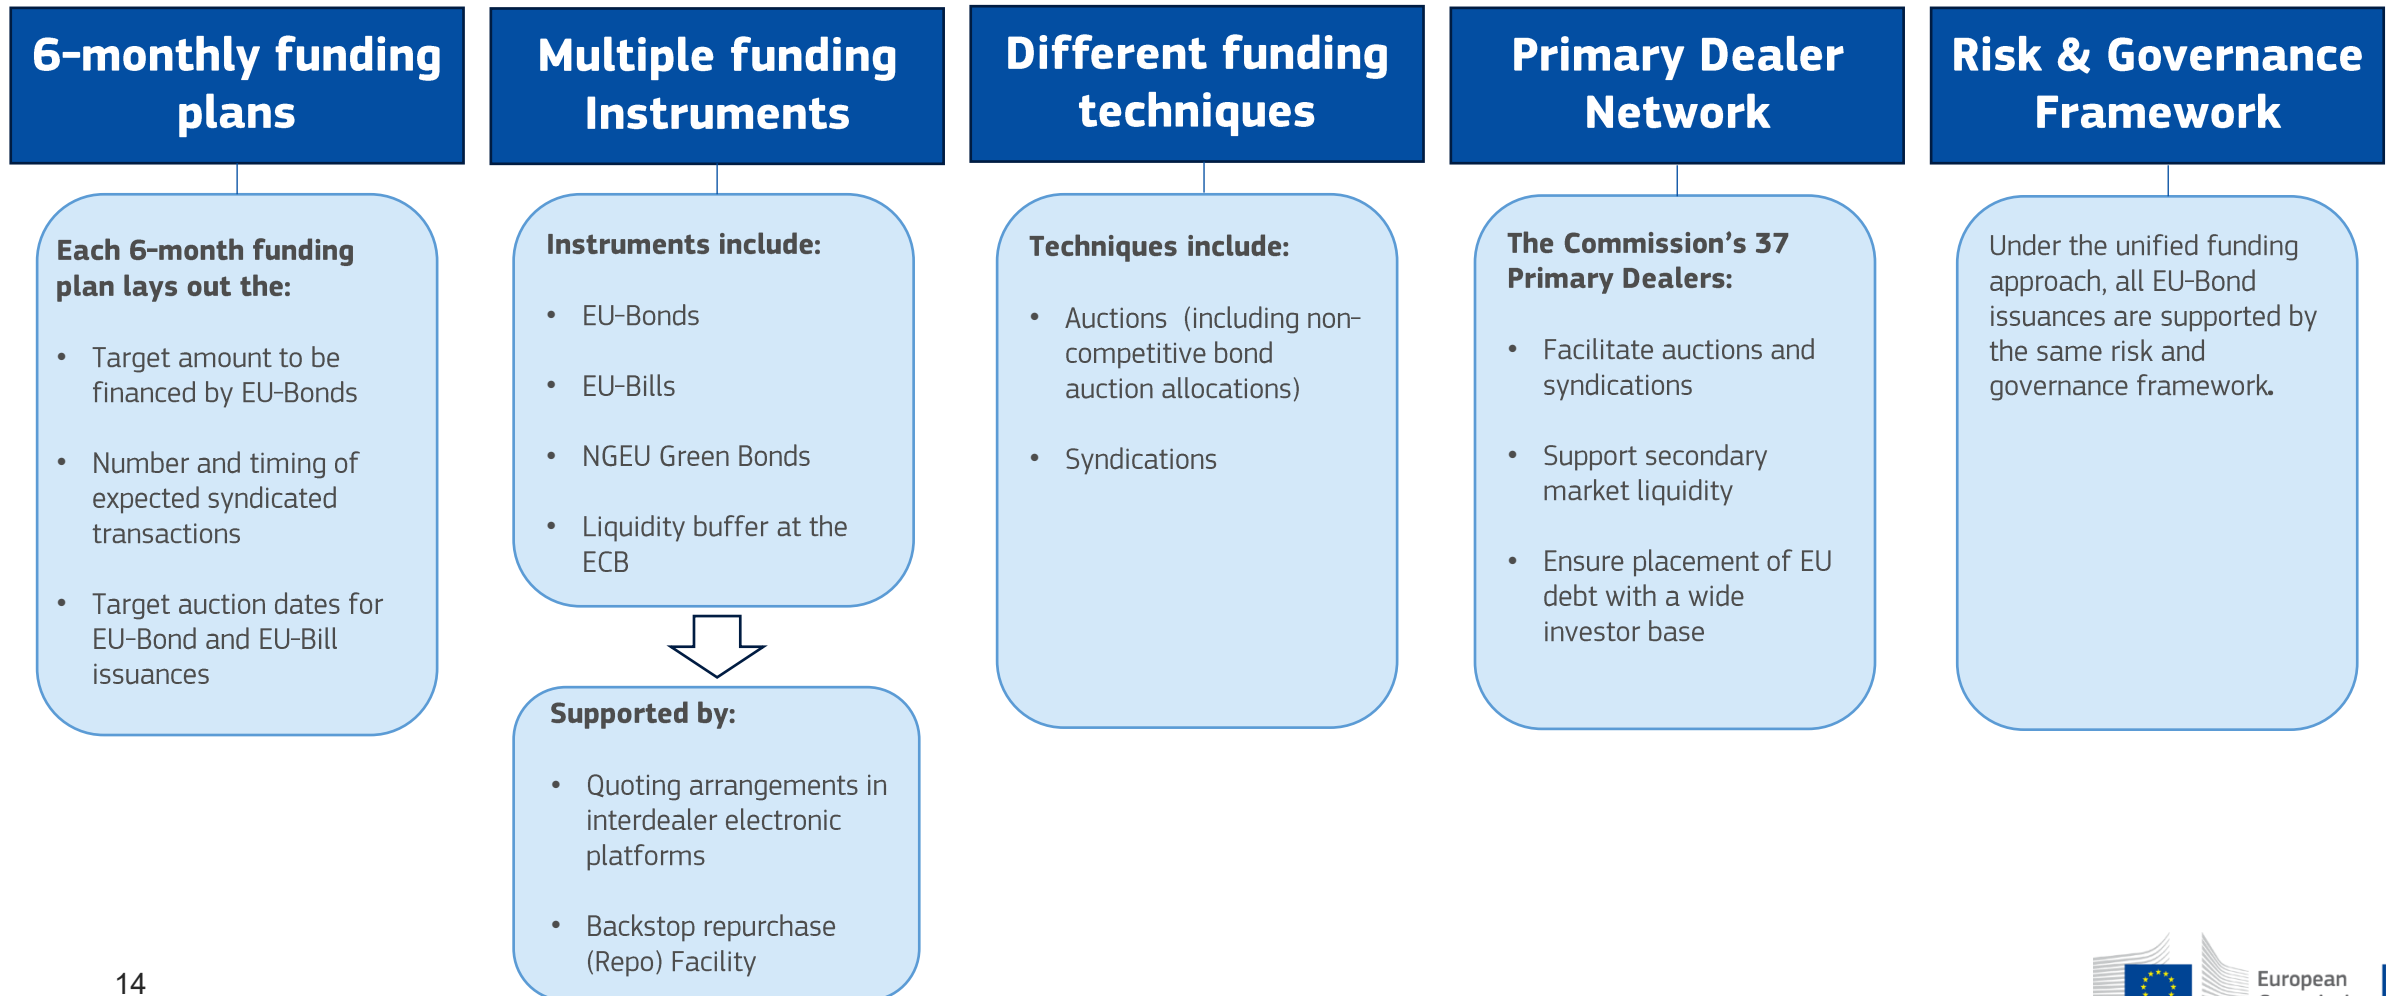 6-monthly funding
plans
Each 6-month funding
plan lays out the:
• Target amount to be
financed by EU-Bonds
• Number and timing of
expected syndicated
transactions
• Target auction dates for
EU-Bond and EU-Bill
issuances
Multiple funding
Instruments
Instruments include:
• EU-Bonds
• EU-Bills
• NGEU Green Bonds
• Liquidity buffer at the
ECB
Supported by:
• Quoting arrangements in
interdealer electronic
platforms
• Backstop repurchase
(Repo) Facility
Different funding
techniques
Techniques include:
• Auctions (including non-
competitive bond
auction allocations)
• Syndications
Primary Dealer
Network
The Commission’s 37
Primary Dealers:
• Facilitate auctions and
syndications
• Support secondary
market liquidity
• Ensure placement of EU
debt with a wide
investor base
Risk & Governance
Framework
Under the unified funding
approach, all EU-Bond
issuances are supported by
the same risk and
governance framework.
14
European